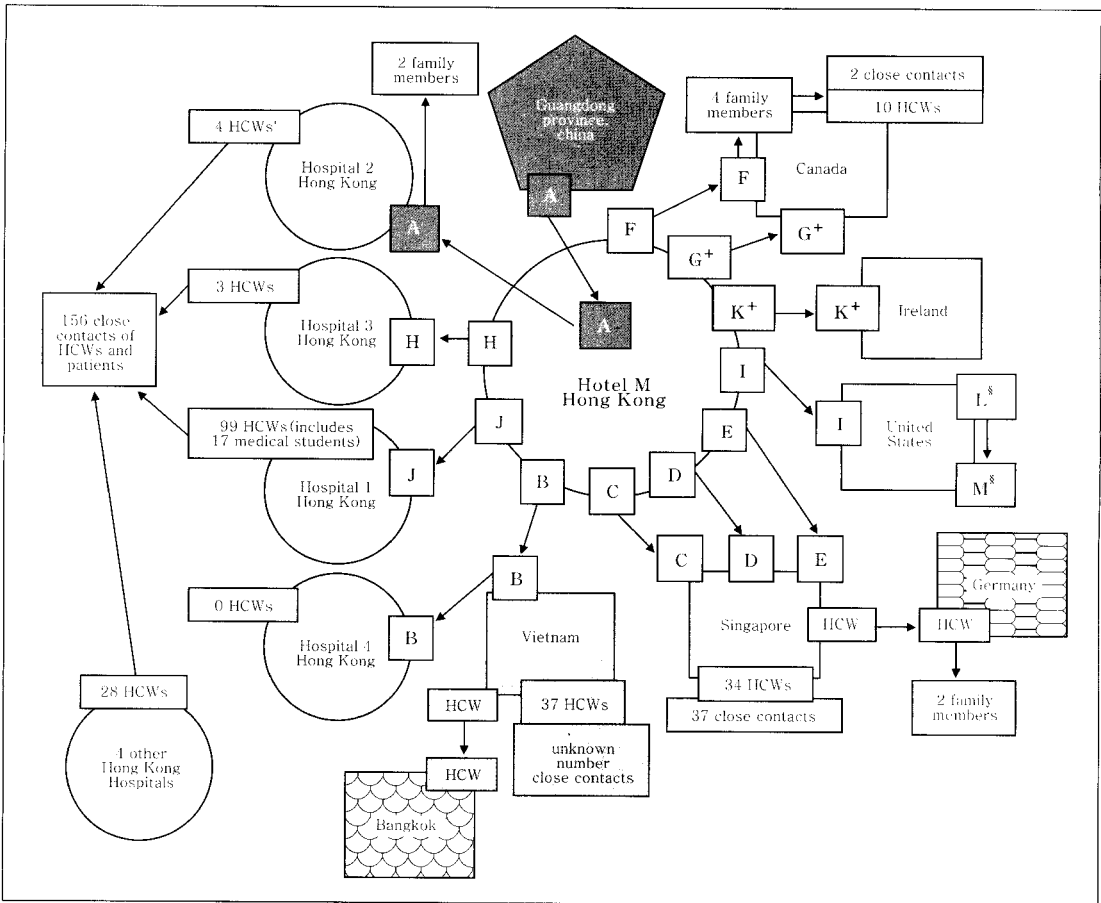 2 family
members
Guangdong
province,
china
A
4 family
members
2 close contacts
10 HCWs
Canada
F
G+
4 HCWs'
Hospital 2
Hong Kong
A
F
G+
3 HCWs
Hospital 3
Hong Kong
H
H
A
Hotel M
Hong Kong
K+
K+
Ireland
156 close
contacts of
HCWs and
patients
I
I
United
States
L§
M§
99 HCWs(includes
17 medical students)
Hospital 1
Hong Kong
J
J
B
C
D
E
0 HCWs
Hospital 4
Hong Kong
B
B
Vietnam
HCW
37 HCWs
unknown
number
close contacts
HCW
Bangkok
C
D
E
Singapore
HCW
34 HCWs
37 close contacts
HCW
Germany
2 family
members
28 HCWs
4 other
Hong Kong
Hospitals